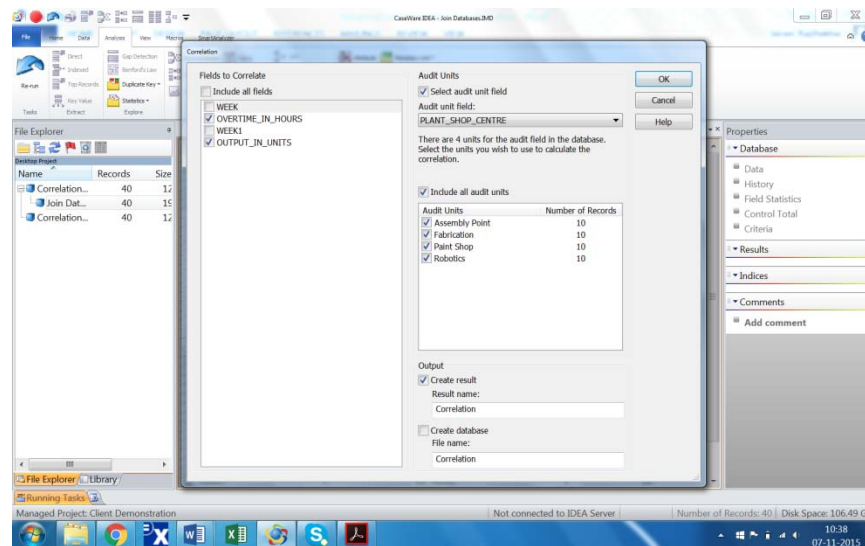 CaseWare IDEA - Join Databases.IMD
File Home Data Analysis View Macros SmartAnalyzer
Re-run
Direct
Indexed
Top Records
Key Value
Gap Detection
Benford's Law
Duplicate Key
Statistics
Tasks Extract Explore
File Explorer
Desktop Project
Name Records Size
Correlation... 40 12
Join Dat... 40 15
Correlation... 40 12
File Explorer Library
Running Tasks
Correlation
Fields to Correlate
Include all fields
WEEK
OVERTIME_IN_HOURS
WEEK1
OUTPUT_IN_UNITS
Audit Units
Select audit unit field
Audit unit field:
PLANT_SHOP_CENTRE
There are 4 units for the audit field in the database.
Select the units you wish to use to calculate the
correlation.
Include all audit units
Audit Units Number of Records
Assembly Point 10
Fabrication 10
Paint Shop 10
Robotics 10
Output
Create result
Result name:
Correlation
Create database
File name:
Correlation
OK
Cancel
Help
Properties
Database
Data
History
Field Statistics
Control Total
Criteria
Results
Indices
Comments
Add comment
Managed Project: Client Demonstration Not connected to IDEA Server Number of Records: 40 Disk Space: 106.49 G
10:38
07-11-2015